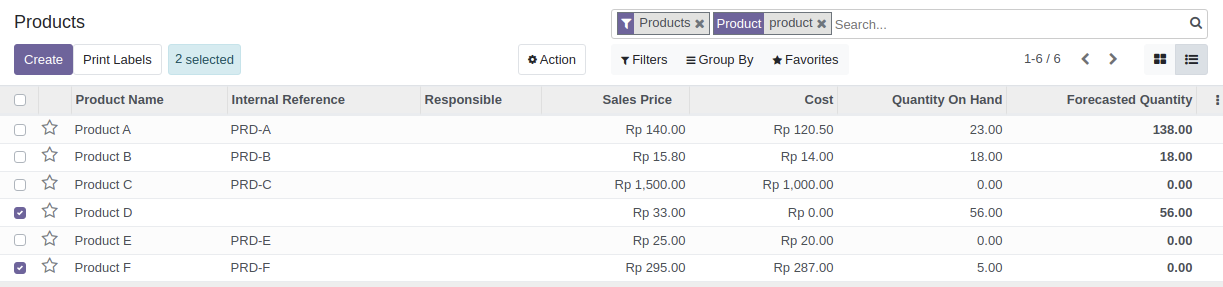 Products
Products ✖ Product product ✖ Search...
Create Print Labels 2 selected Action Filters Group By Favorites 1-6 / 6
Product Name Internal Reference Responsible Sales Price Cost Quantity On Hand Forecasted Quantity
Product A PRD-A Rp 140.00 Rp 120.50 23.00 138.00
Product B PRD-B Rp 15.80 Rp 14.00 18.00 18.00
Product C PRD-C Rp 1,500.00 Rp 1,000.00 0.00 0.00
Product D Rp 33.00 Rp 0.00 56.00 56.00
Product E PRD-E Rp 25.00 Rp 20.00 0.00 0.00
Product F PRD-F Rp 295.00 Rp 287.00 5.00 0.00